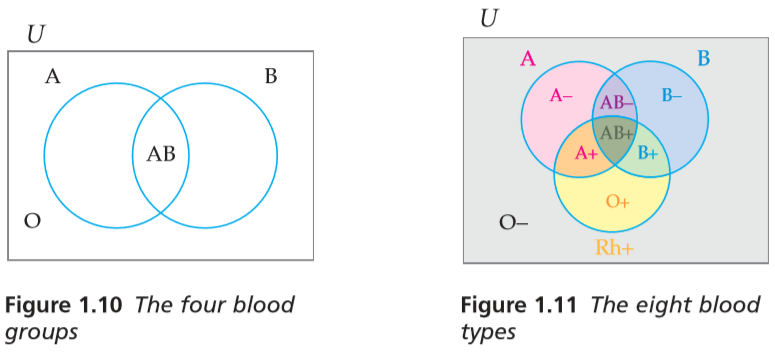 U
A
B
AB
O
Figure 1.10 The four blood
groups
U
A
B
A–
AB–
B–
AB+
A+
B+
O+
O–
Rh+
Figure 1.11 The eight blood
types